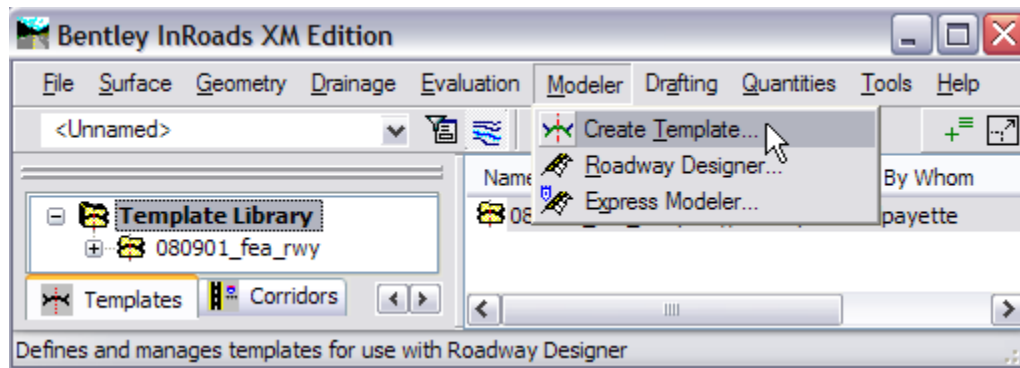 Bentley InRoads XM Edition
File Surface Geometry Drainage Evaluation Modeler Drafting Quantities Tools Help
<Unnamed>
Create Template...
Roadway Designer...
Express Modeler...
Name By Whom
Template Library
08 payette
080901_fea_rwy
Templates Corridors
Defines and manages templates for use with Roadway Designer